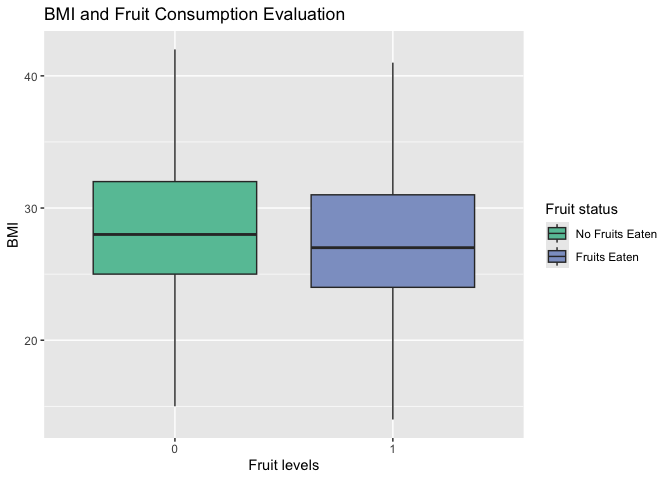 BMI and Fruit Consumption Evaluation
40
30
20
BMI
0
1
Fruit levels
Fruit status
No Fruits Eaten
Fruits Eaten